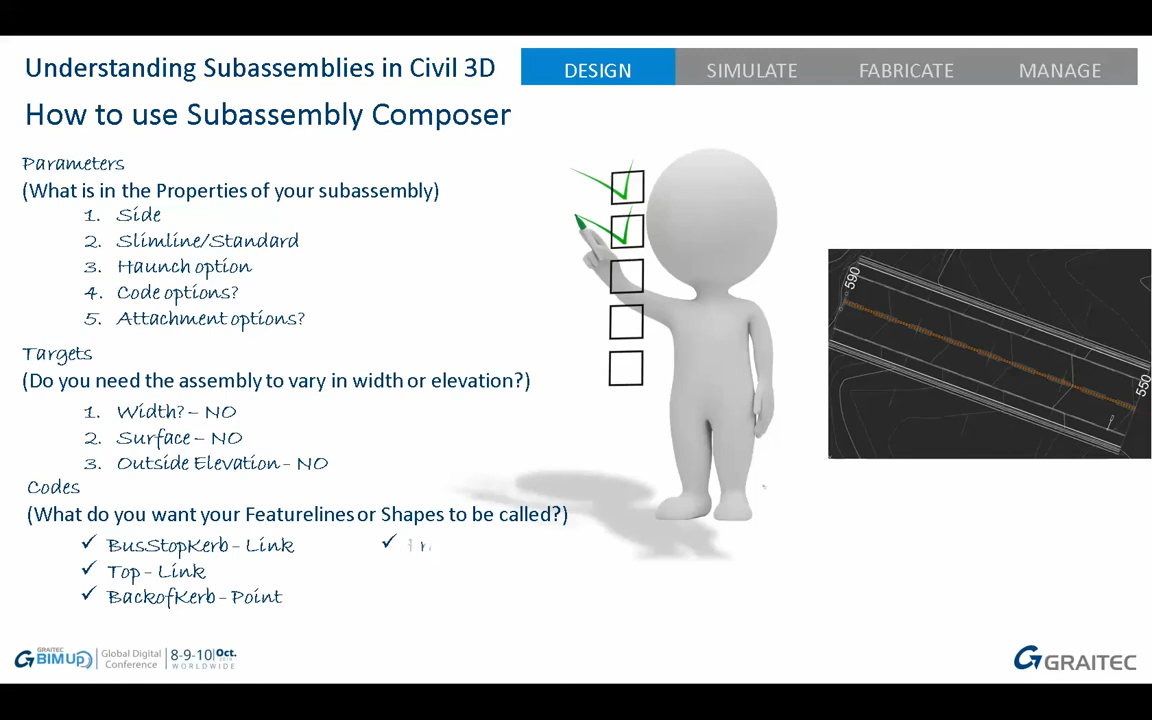 Understanding Subassemblies in Civil 3D
DESIGN
SIMULATE
FABRICATE
MANAGE
How to use Subassembly Composer
Parameters
(What is in the Properties of your subassembly)
1. Side
2. Slimline/Standard
3. Haunch option
4. Code options?
5. Attachment options?
590
550
Targets
(Do you need the assembly to vary in width or elevation?)
1. Width? – NO
2. Surface – NO
3. Outside Elevation - NO
Codes
(What do you want your Featurelines or Shapes to be called?)
✓ BusStopKerb - Link
✓ Top - Link
✓ BackofKerb - Point
✓
GRAITEC
BIMUp
Global Digital
Conference
8-9-10 Oct.
WORLDWIDE
GRAITEC